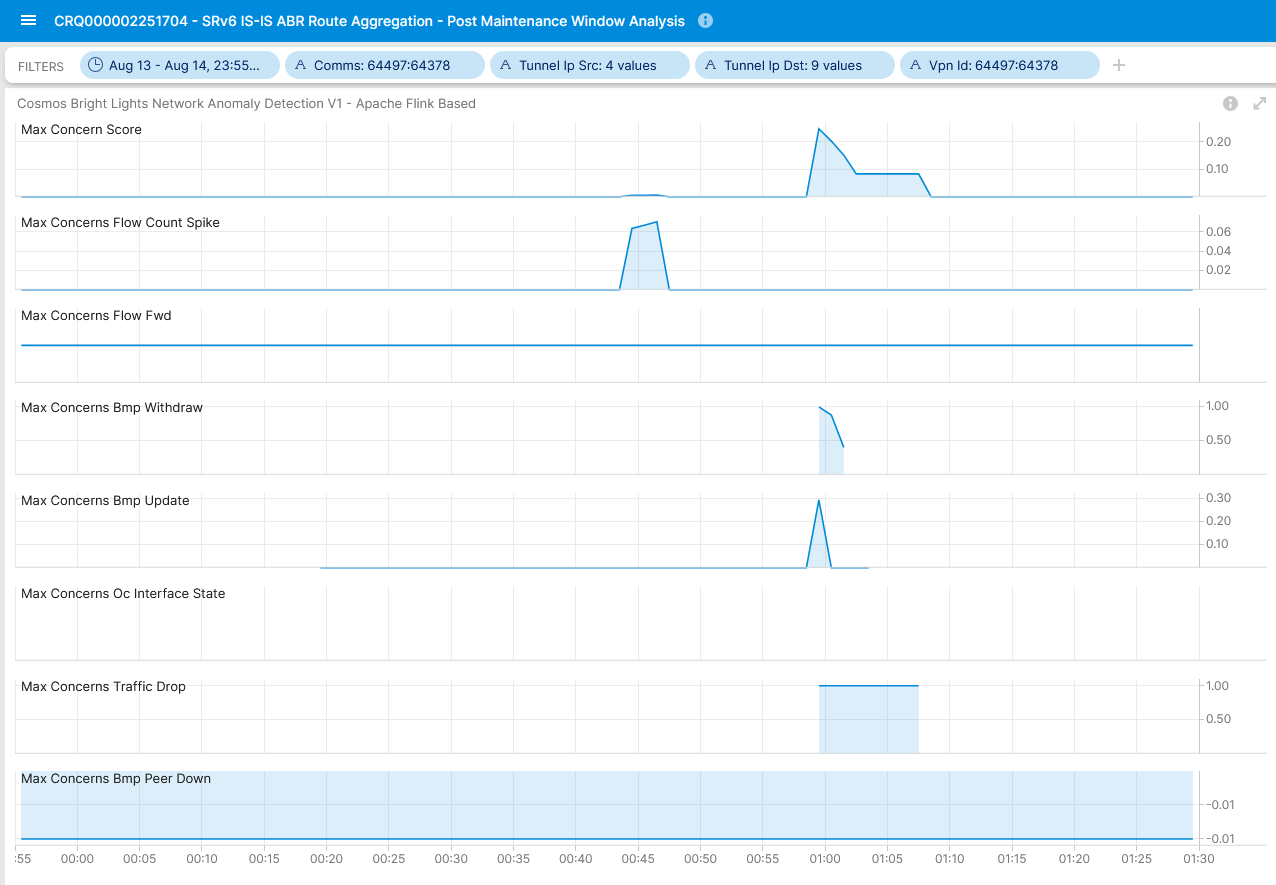 CRQ000002251704 - SRv6 IS-IS ABR Route Aggregation - Post Maintenance Window Analysis
FILTERS Aug 13 - Aug 14, 23:55... Comms: 64497:64378 Tunnel Ip Src: 4 values Tunnel Ip Dst: 9 values Vpn Id: 64497:64378
Cosmos Bright Lights Network Anomaly Detection V1 - Apache Flink Based
Max Concern Score
0.20
0.10
Max Concerns Flow Count Spike
0.06
0.04
0.02
Max Concerns Flow Fwd
Max Concerns Bmp Withdraw
1.00
0.50
Max Concerns Bmp Update
0.30
0.20
0.10
Max Concerns Oc Interface State
Max Concerns Traffic Drop
1.00
0.50
Max Concerns Bmp Peer Down
-0.01
-0.01
:55 00:00 00:05 00:10 00:15 00:20 00:25 00:30 00:35 00:40 00:45 00:50 00:55 01:00 01:05 01:10 01:15 01:20 01:25 01:30